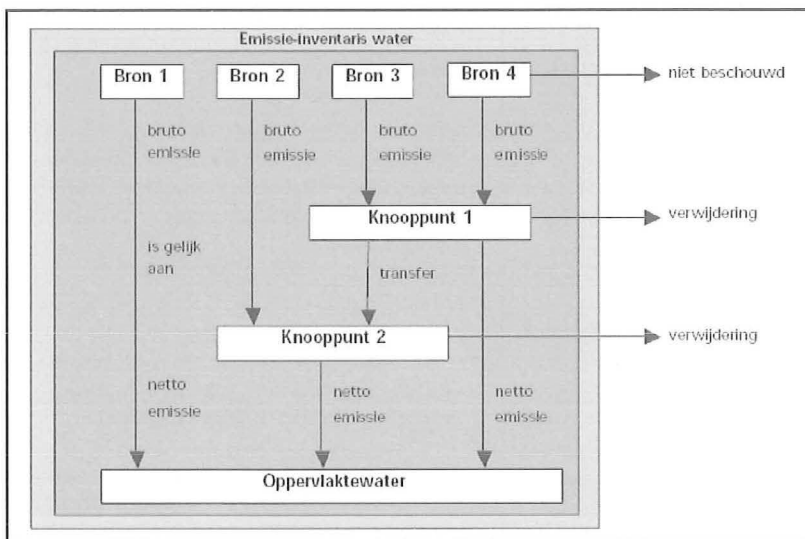 Emissie-inventaris water
Bron 1 Bron 2 Bron 3 Bron 4 niet beschouwd
bruto bruto bruto bruto
emissie emissie emissie emissie
Knooppunt 1 verwijdering
is gelijk
aan
transfer
Knooppunt 2 verwijdering
netto netto netto
emissie emissie emissie
Oppervlaktewater